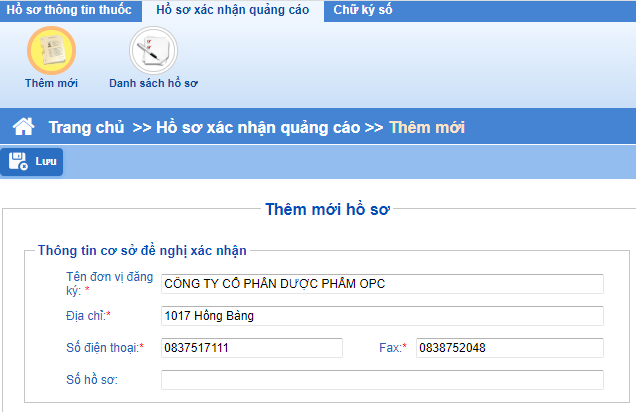 Hồ sơ thông tin thuốc Hồ sơ xác nhận quảng cáo Chữ ký số
Thêm mới Danh sách hồ sơ
Trang chủ >> Hồ sơ xác nhận quảng cáo >> Thêm mới
Lưu
Thêm mới hồ sơ
Thông tin cơ sở đề nghị xác nhận
Tên đơn vị đăng
ký: * CÔNG TY CỔ PHẦN DƯỢC PHẨM OPC
Địa chỉ:* 1017 Hồng Bàng
Số điện thoại:* 0837517111 Fax:* 0838752048
Số hồ sơ: